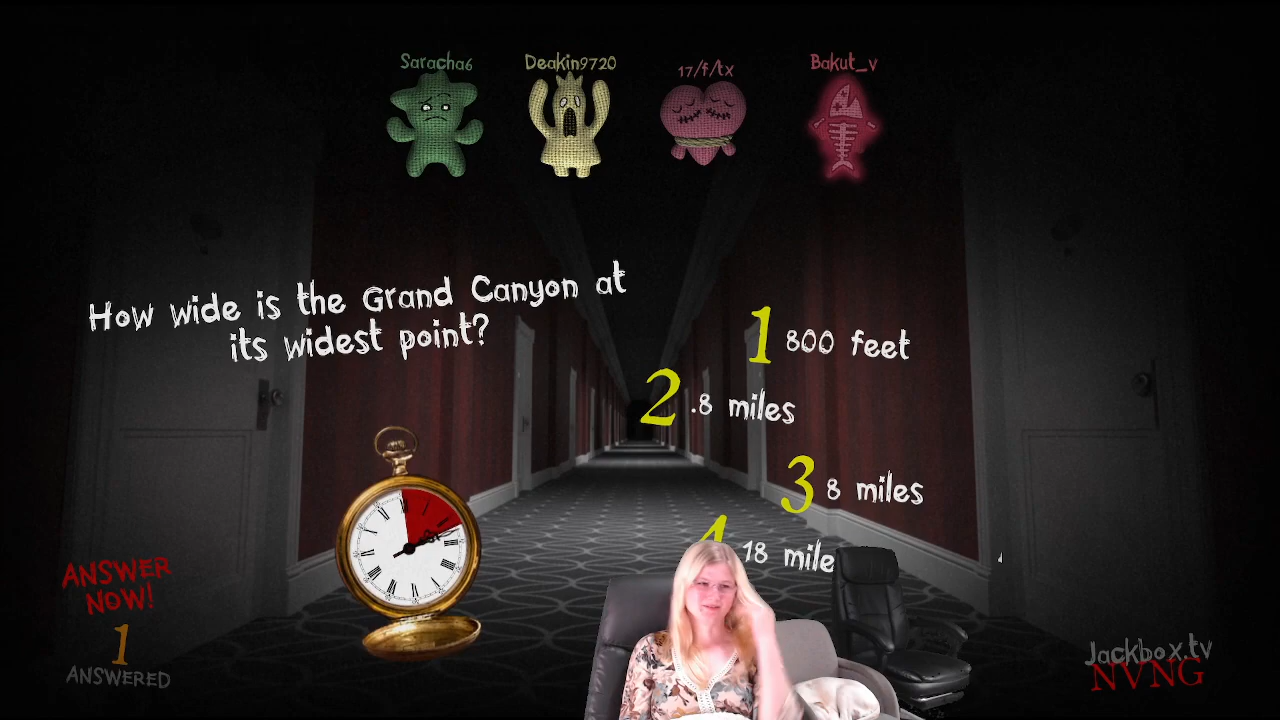 Saracha6
Deakin9720
17/f/tx
Bakut_v
How wide is the Grand Canyon at
its widest point?
1 800 feet
2 .8 miles
3 8 miles
4 18 mile
ANSWER
NOW!
1
ANSWERED
Jackbox.tv
NVNG